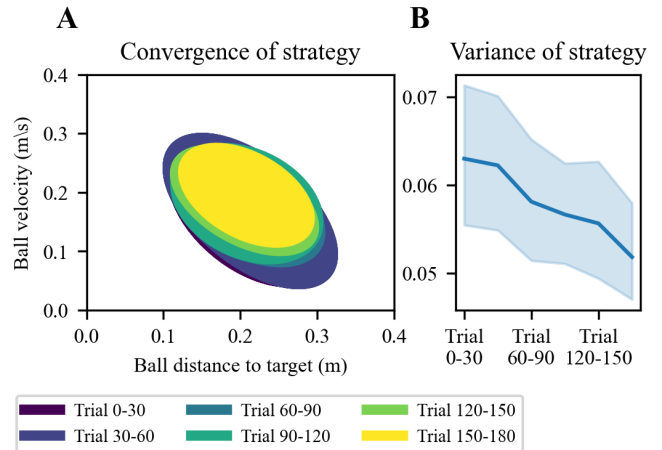 A
B
Convergence of strategy
Variance of strategy
Ball velocity (m\s)
0.4
0.3
0.2
0.1
0.0
0.0 0.1 0.2 0.3 0.4
Ball distance to target (m)
0.07
0.06
0.05
Trial 0-30
Trial 60-90
Trial 120-150
Trial 0-30
Trial 30-60
Trial 60-90
Trial 90-120
Trial 120-150
Trial 150-180